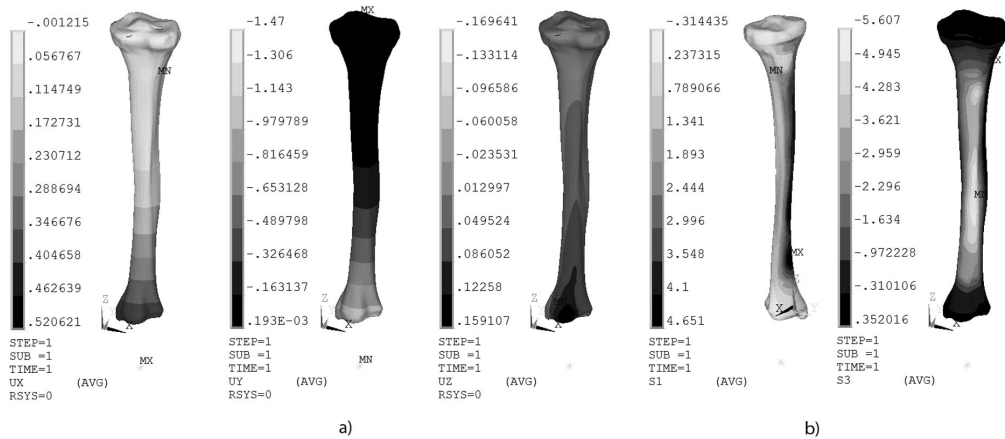 -.001215
.056767
.114749
.172731
.230712
.288694
.346676
.404658
.462639
.520621
MN
Z
X
STEP=1
SUB =1
TIME=1
UX (AVG)
RSYS=0
MX
-1.47
-1.306
-1.143
-.979789
-.816459
-.653128
-.489798
-.326468
-.163137
.193E-03
MX
Z
X
STEP=1
SUB =1
TIME=1
UY (AVG)
RSYS=0
MN
-.169641
-.133114
-.096586
-.060058
-.023531
.012997
.049524
.086052
.12258
.159107
MN
Z
X
STEP=1
SUB =1
TIME=1
UZ (AVG)
RSYS=0
a)
-.314435
.237315
.789066
1.341
1.893
2.444
2.996
3.548
4.1
4.651
MN
MX
Z
X
Y
STEP=1
SUB =1
TIME=1
S1 (AVG)
-5.607
-4.945
-4.283
-3.621
-2.959
-2.296
-1.634
-.972228
-.310106
.352016
Z
X
STEP=1
SUB =1
TIME=1
S3 (AVG)
b)